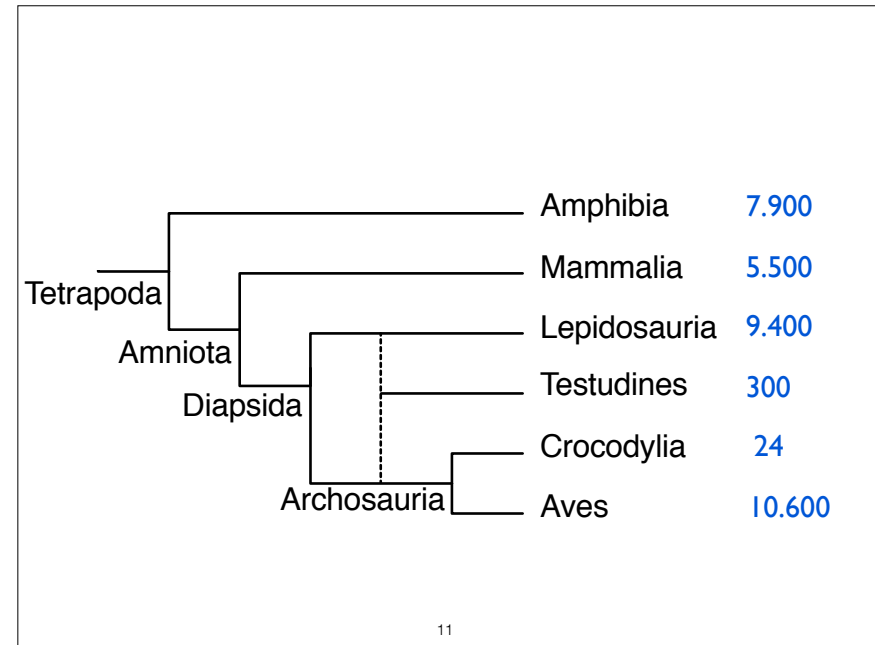 Amphibia 7.900
Mammalia 5.500
Tetrapoda
Lepidosauria 9.400
Amniota
Testudines 300
Diapsida
Crocodylia 24
Archosauria
Aves 10.600
11